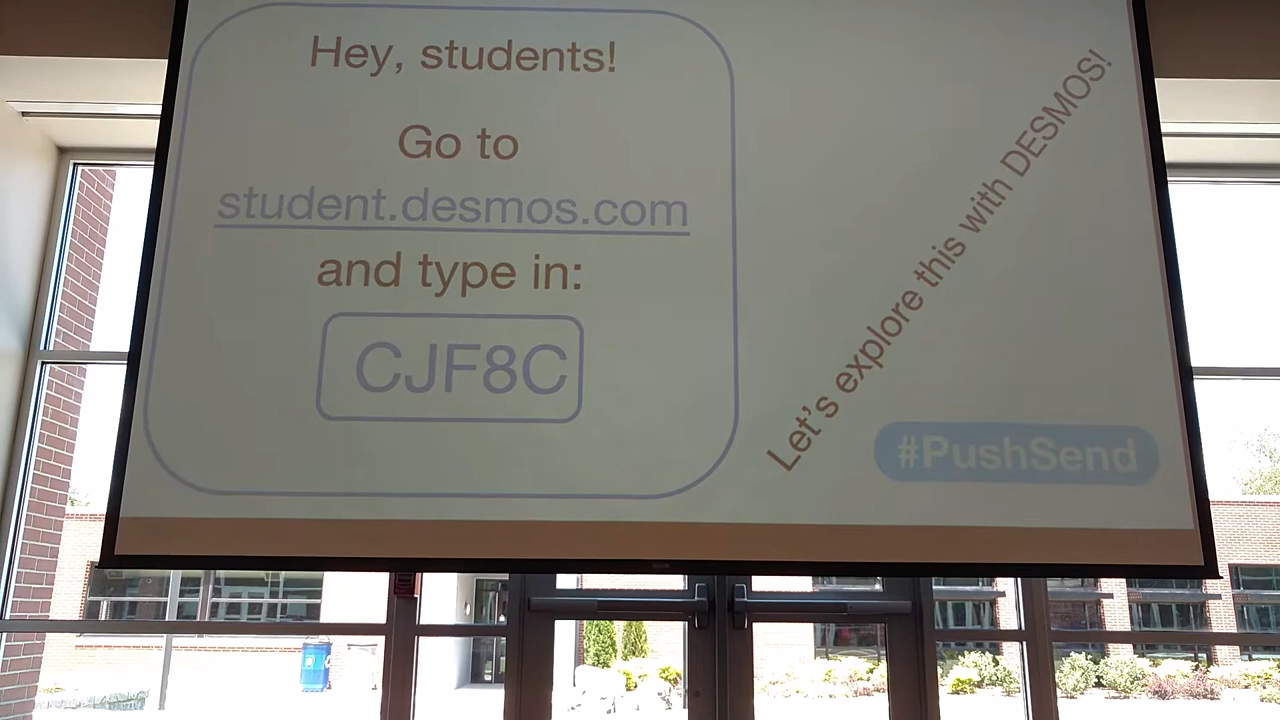 Hey, students!
Go to
student.desmos.com
and type in:
CJF8C
Let's explore this with DESMOS!
#PushSend